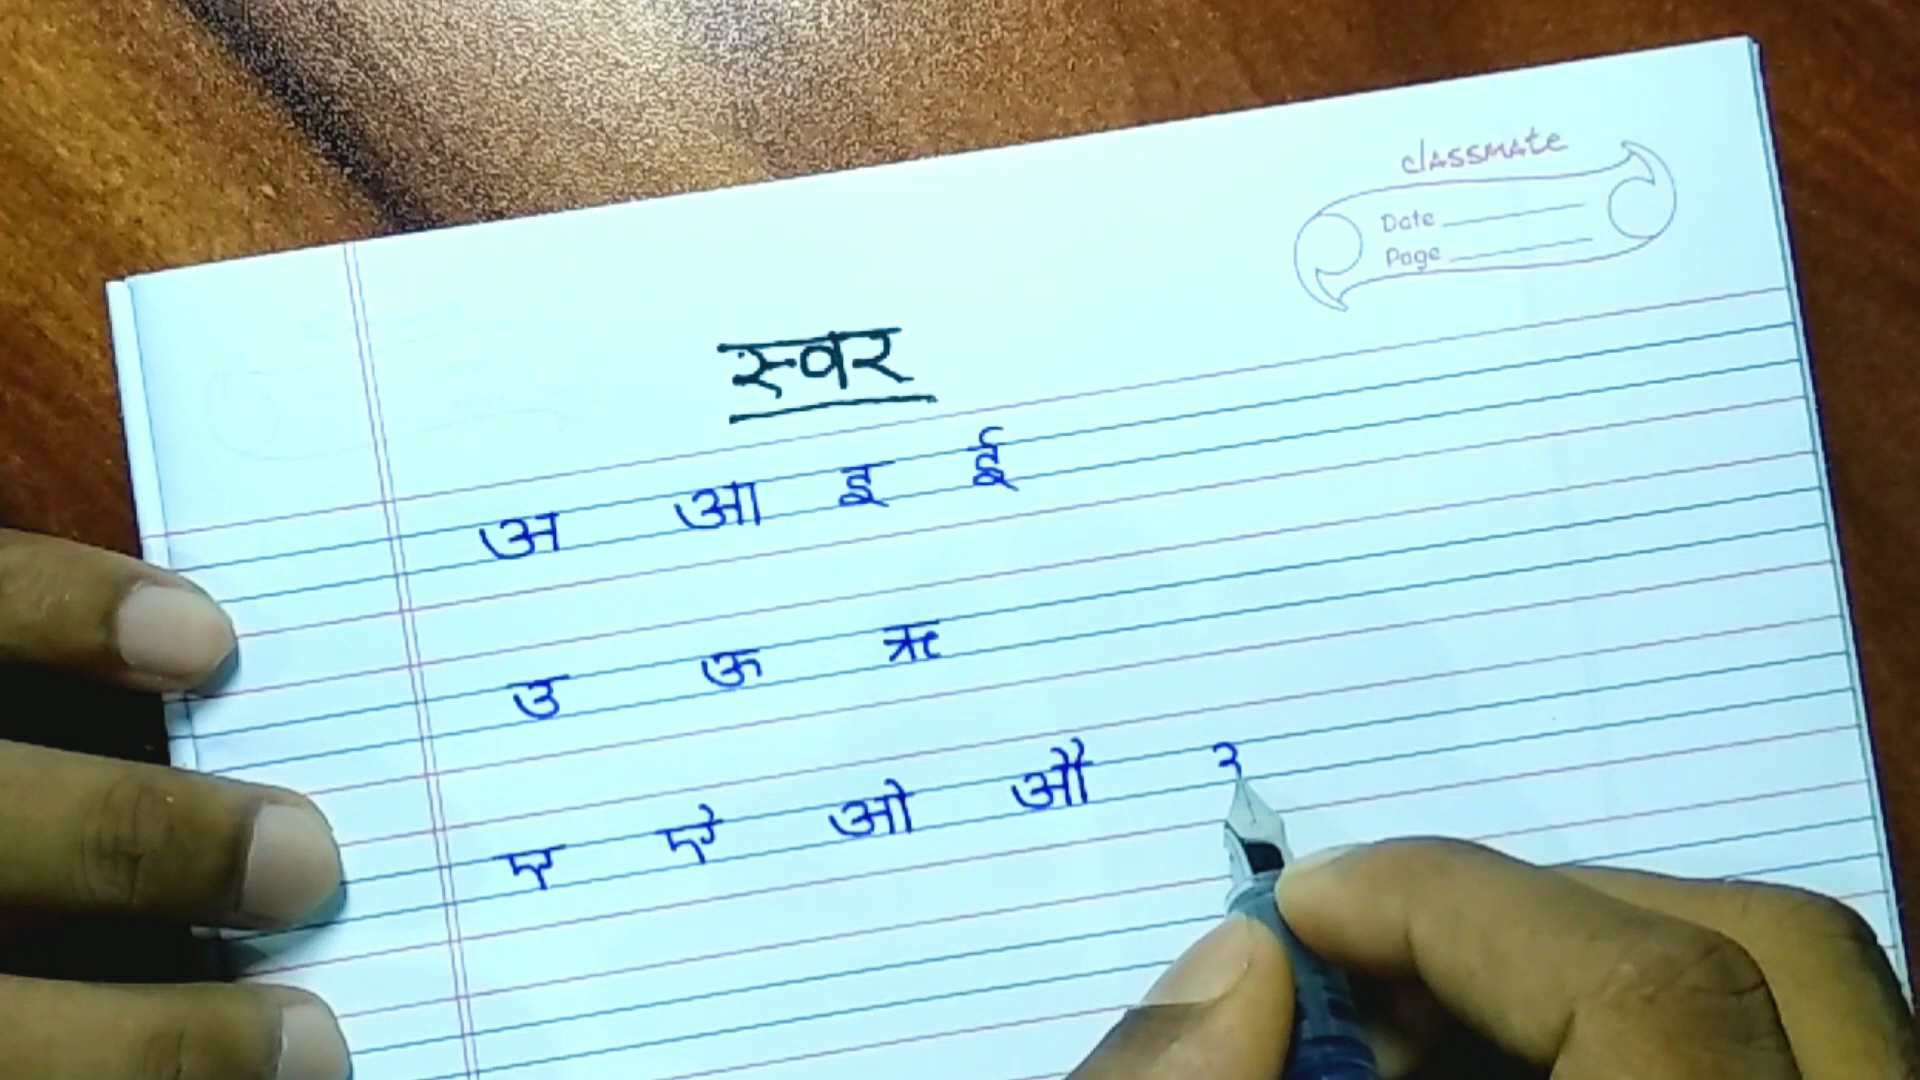 classmate
Date
Page
स्वर
अ आ इ ई
उ ऊ ऋ
ए ऐ ओ औ